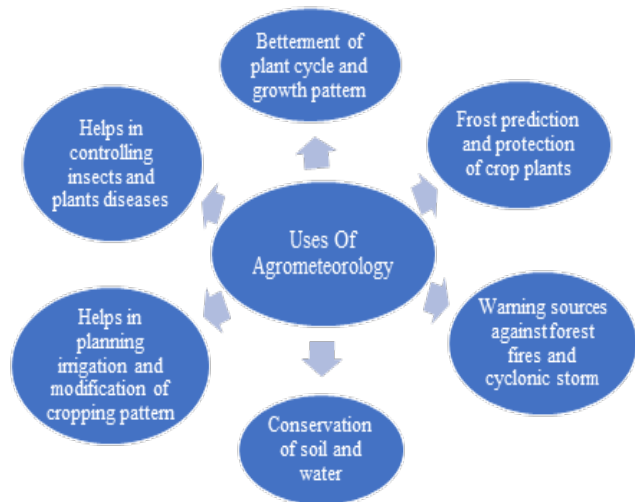 Betterment of
plant cycle and
growth pattern
Frost prediction
and protection
of crop plants
Helps in
controlling
insects and
plants diseases
Uses Of
Agrometeorology
Warning sources
against forest
fires and
cyclonic storm
Helps in
planning
irrigation and
modification of
cropping pattern
Conservation
of soil and
water